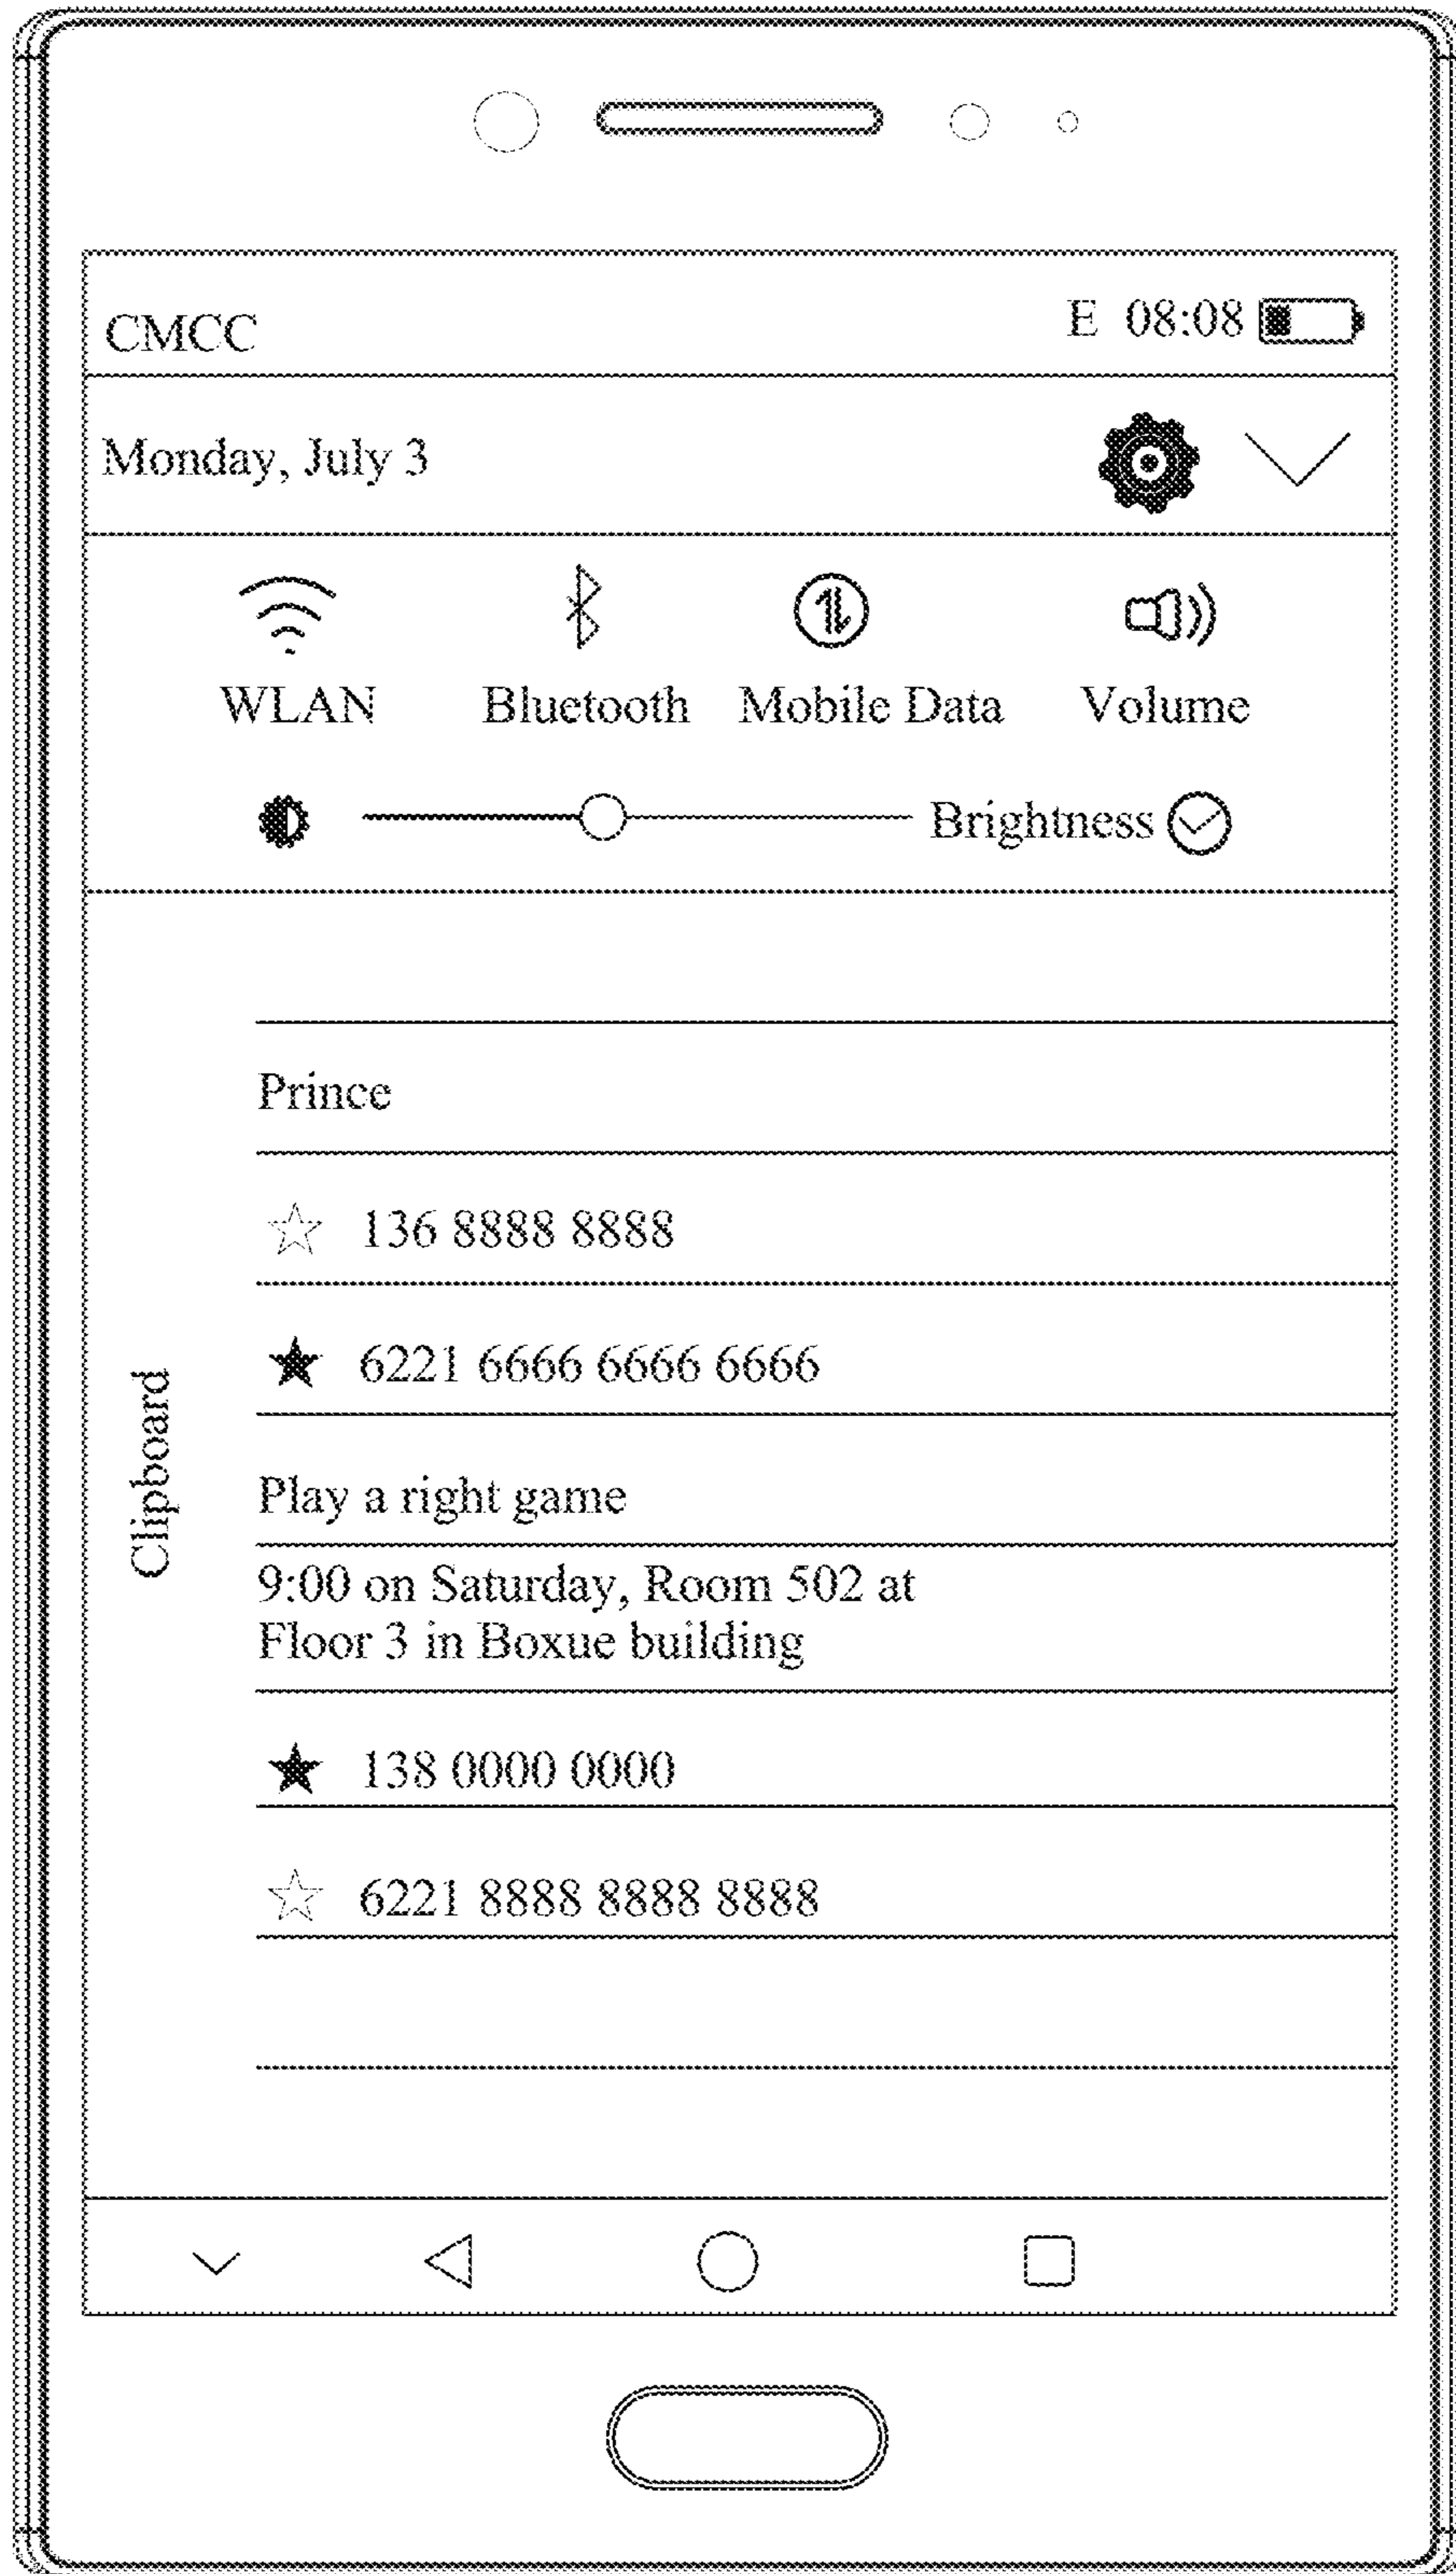 CMCC E 08:08
Monday, July 3
WLAN Bluetooth Mobile Data Volume
Brightness
Clipboard
Prince
136 8888 8888
6221 6666 6666 6666
Play a right game
9:00 on Saturday, Room 502 at
Floor 3 in Boxue building
138 0000 0000
6221 8888 8888 8888